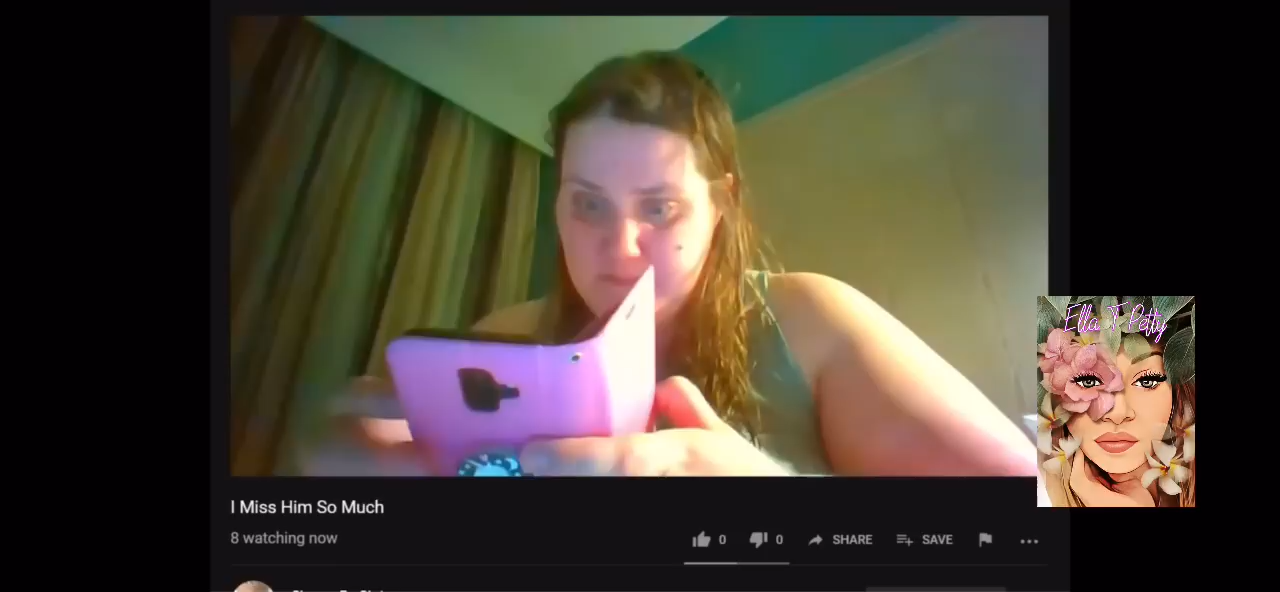 Ella T Petty
I Miss Him So Much
8 watching now
0
0
SHARE
SAVE